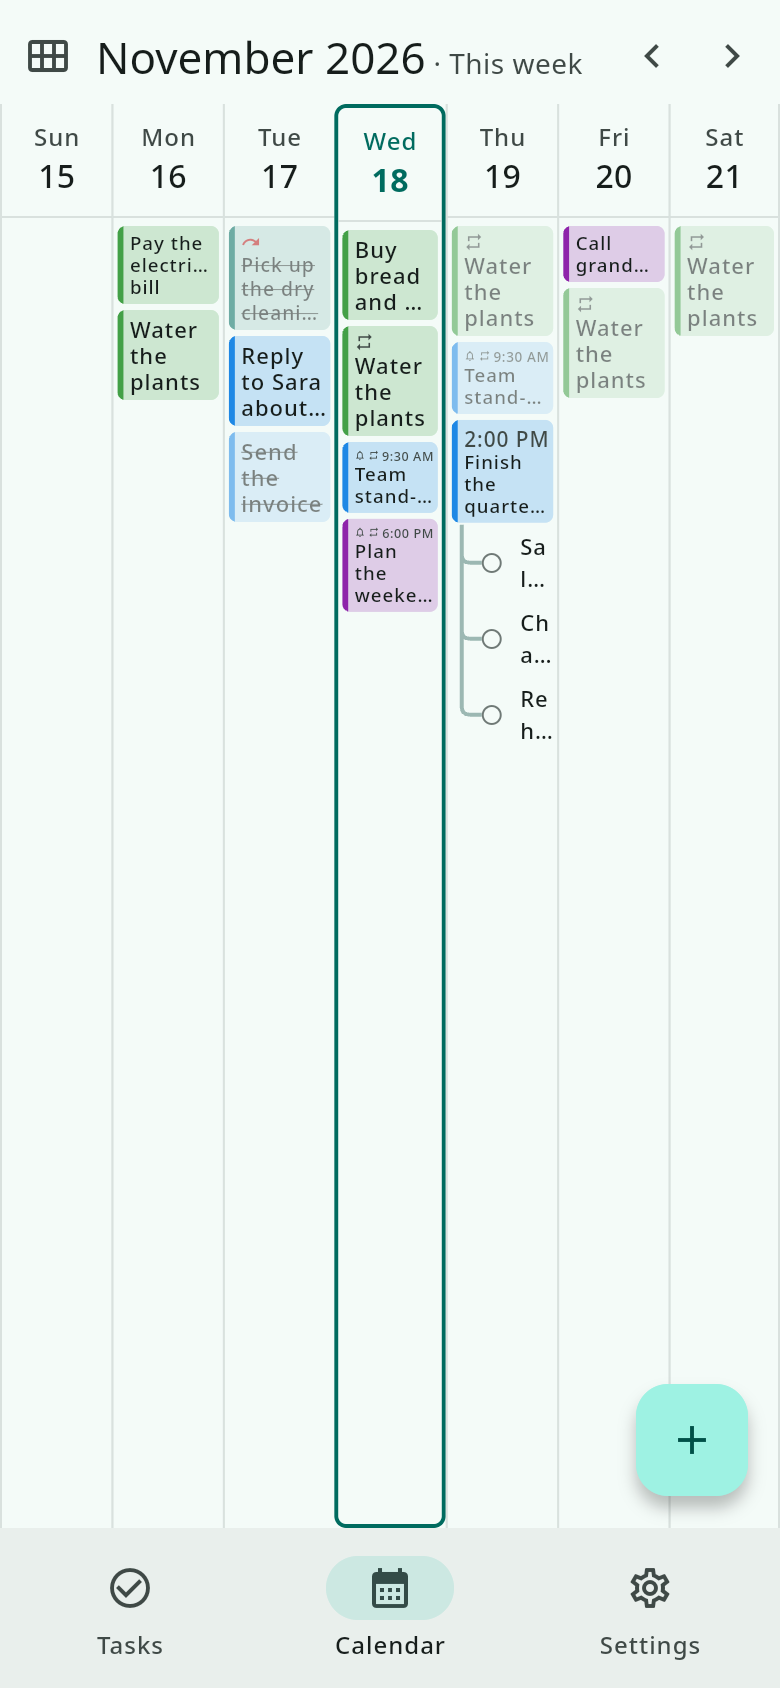 November 2026 · This week
Sun
15
Mon
16
Tue
17
Wed
18
Thu
19
Fri
20
Sat
21
Pay the
electri…
bill
Water
the
plants
Pick up
the dry
cleani…
Reply
to Sara
about…
Send
the
invoice
Buy
bread
and …
Water
the
plants
9:30 AM
Team
stand-…
6:00 PM
Plan
the
weeke…
Water
the
plants
9:30 AM
Team
stand-…
2:00 PM
Finish
the
quarte…
Sa
l…
Ch
a…
Re
h…
Call
grand…
Water
the
plants
Water
the
plants
Tasks
Calendar
Settings